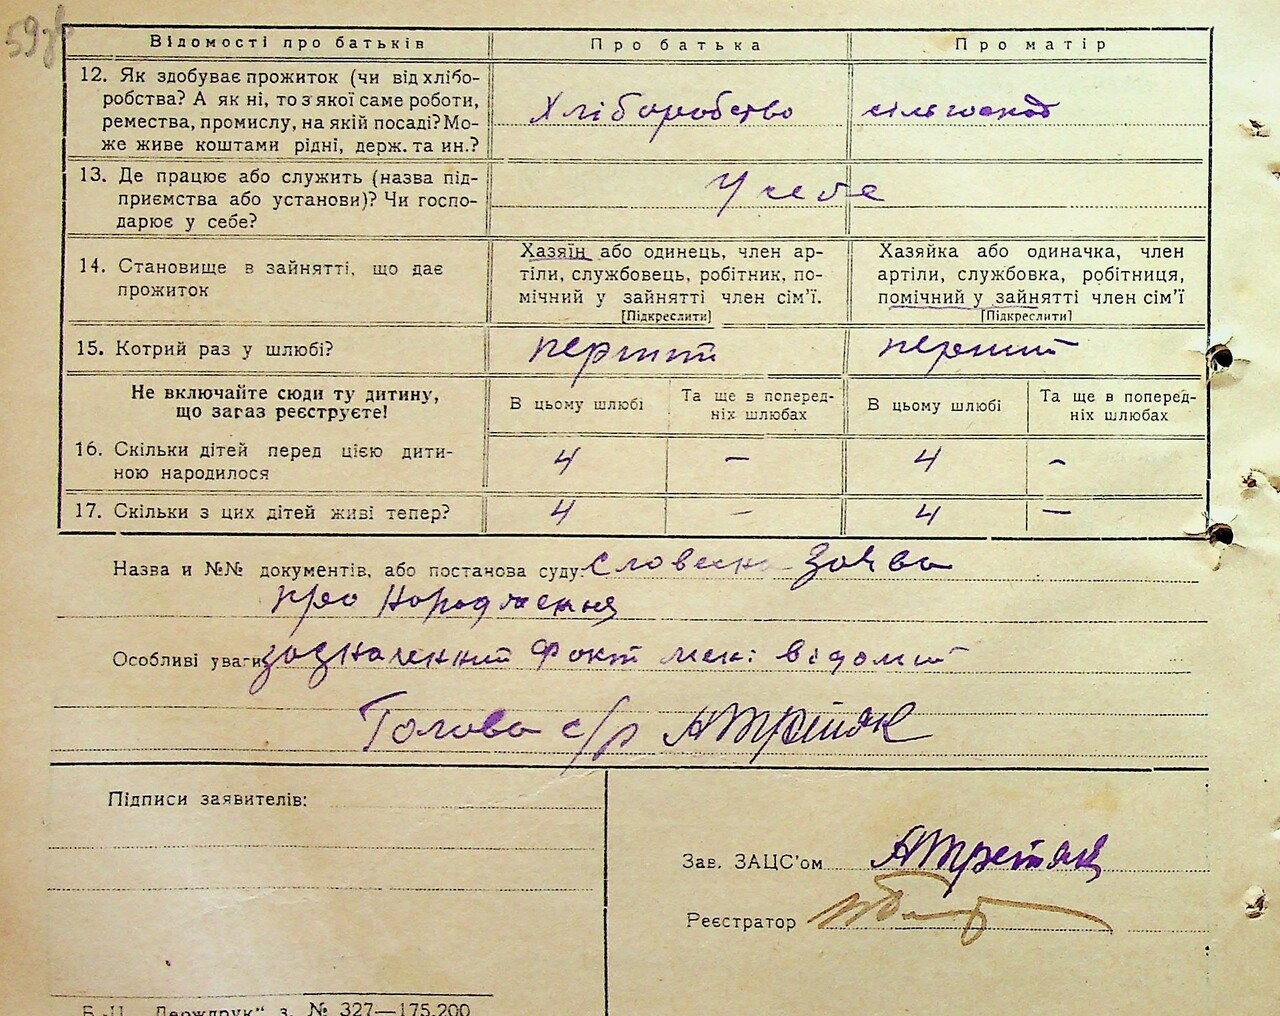 59зв
Відомості про батьків Про батька Про матір
12. Як здобуває прожиток (чи від хлібо- Хліборобство
робства? А як ні, то з якої саме роботи,
ремества, промислу, на якій посаді? Мо-
же живе коштами рідні, держ. та ин.?
13. Де працює або служить (назва під- У себе
приємства або установи)? Чи госпо-
дарює у себе?
14. Становище в зайнятті, що дає
прожиток
Хазяїн або одинець, член ар-
тіли, службовець, робітник, по-
мічний у зайнятті член сім'ї.
[Підкреслити]
Хазяйка або одиначка, член
артіли, службовка, робітниця,
помічний у зайнятті член сім'ї
[Підкреслити]
15. Котрий раз у шлюбі? перший перший
Не включайте сюди ту дитину,
що загаз реєструєте!
В цьому шлюбі
Та ще в поперед-
ніх шлюбах
В цьому шлюбі
Та ще в поперед-
ніх шлюбах
16. Скільки дітей перед цією дити- 4 – 4 –
ною народилося
17. Скільки з цих дітей живі тепер? 4 – 4 –
Назва и №№ документів, або постанова суду: Словесна Заява
про Народження
Особливі уваги зазначений факт мені відомий
Голова с/р А Третяк
Підписи заявителів:
Зав. ЗАЦС'ом А Третяк
Реєстратор
Б.-Ц. „Держдрук" з. № 327—175.200